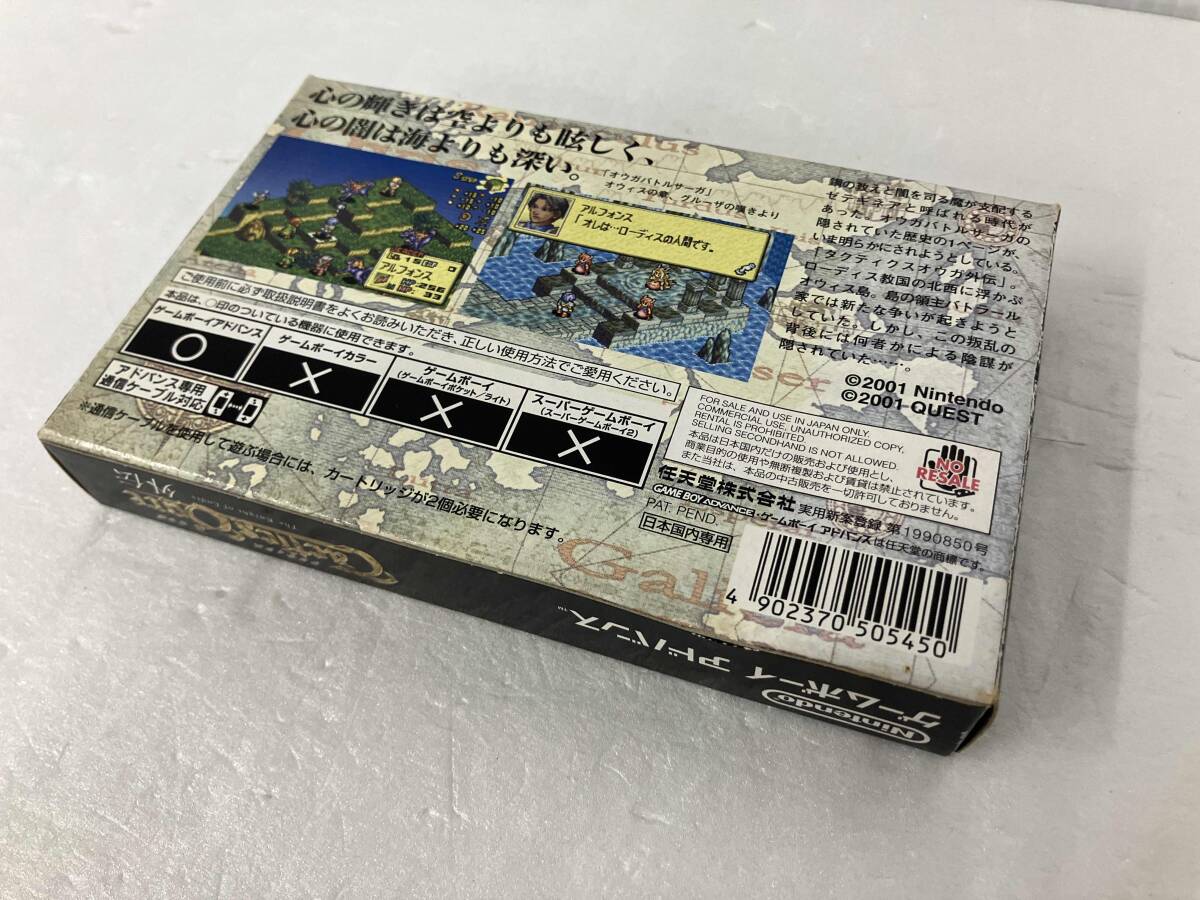 心の輝きは空よりも眩しく、
心の闇は海よりも深い。
「オウガバトルサーガ」
オウィスの章、グルーザの嘆きより
アルフォンス
「オレは…ローディスの人間です。
アルフォンス
256
33
鏡の教えと闇を司る魔が支配する
ゼテギネアと呼ばれる時代が
あった。「オウガバトルサーガ」の
隠されていた歴史の1ページが、
いま明らかにされようとしている。
「タクティクスオウガ外伝」。
ローディス教国の北西に浮かぶ
オウィス島。島の領主バトラール
家では新たな争いが起きようと
していた。しかし、この叛乱の
背後には何者かによる陰謀が
隠されていた…。
©2001 Nintendo
©2001 QUEST
ご使用前に必ず取扱説明書をよくお読みいただき、正しい使用方法でご愛用ください。
本品は、○印のついている機器に使用できます。
ゲームボーイアドバンス
○
ゲームボーイカラー
×
ゲームボーイ
(ゲームボーイポケット/ライト)
×
スーパーゲームボーイ
(スーパーゲームボーイ2)
×
アドバンス専用
通信ケーブル対応
※通信ケーブルを使用して遊ぶ場合には、カートリッジが2個必要になります。
FOR SALE AND USE IN JAPAN ONLY.
COMMERCIAL USE, UNAUTHORIZED COPY,
RENTAL IS PROHIBITED.
SELLING SECONDHAND IS NOT ALLOWED.
本品は日本国内だけの販売および使用とし、
商業目的の使用や無断複製および賃貸は禁止されています。
また当社は、本品の中古販売を一切許可しておりません。
NO
RESALE
任天堂株式会社 実用新案登録 第1990850号
GAME BOY ADVANCE・ゲームボーイ アドバンスは任天堂の商標です。
PAT. PEND.
日本国内専用
4 902370 505450
Nintendo
ゲームボーイ アドバンス™
外伝
The Knight of Lodis